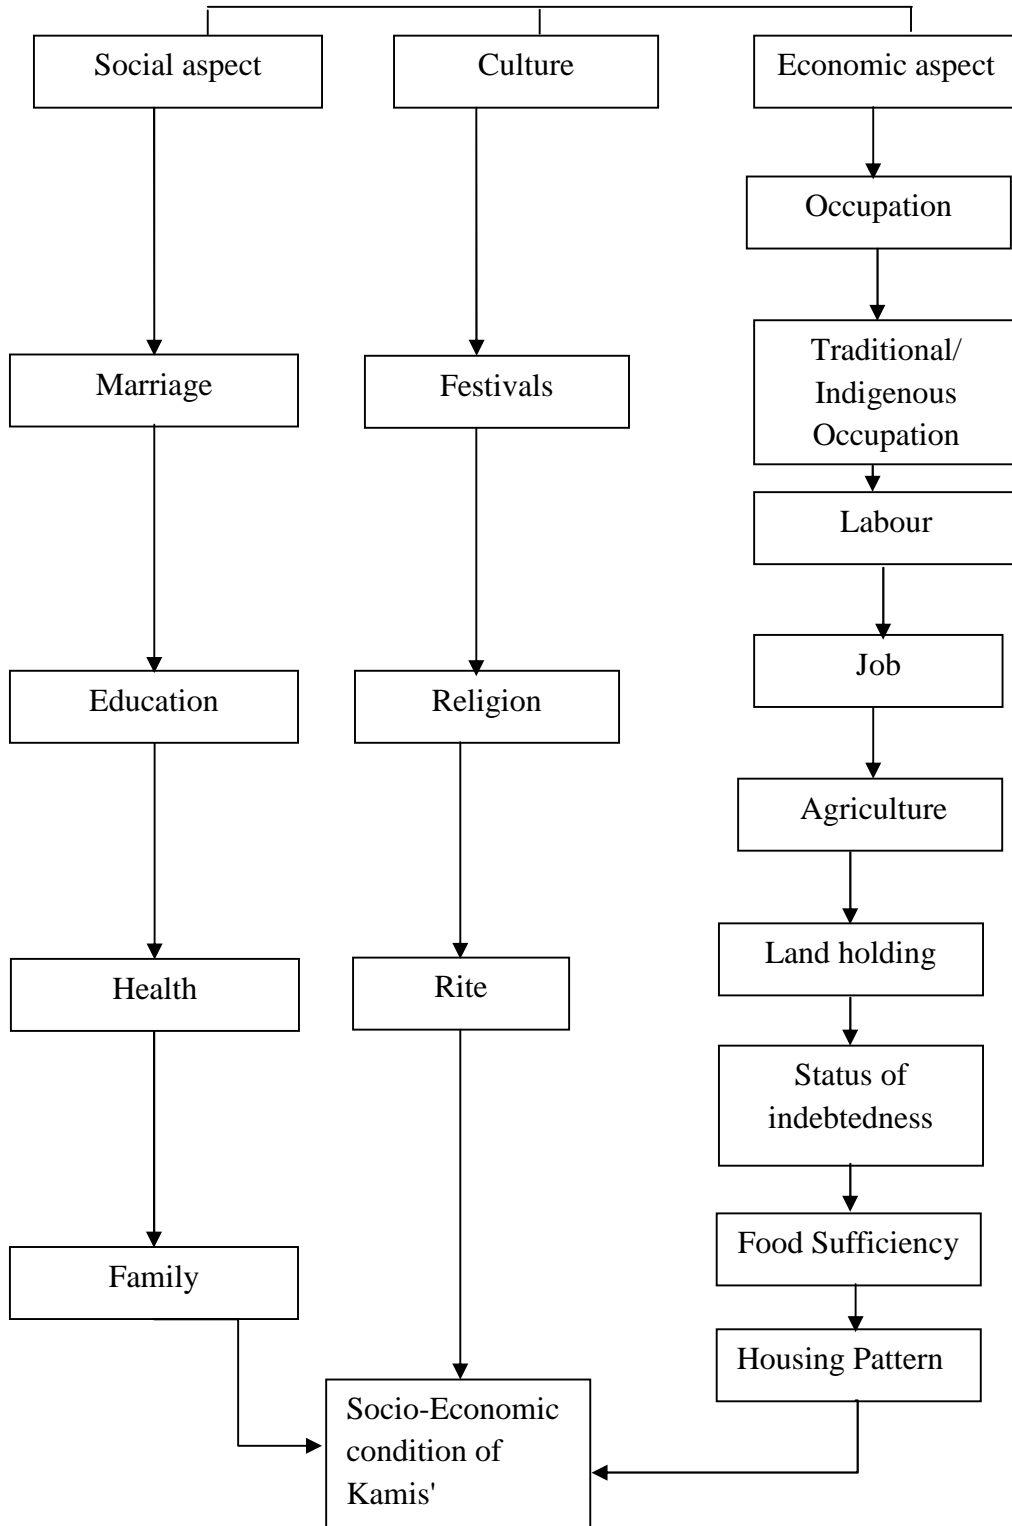 Social aspect
Culture
Economic aspect
Occupation
Traditional/
Indigenous
Occupation
Marriage
Festivals
Labour
Job
Education
Religion
Agriculture
Land holding
Health
Rite
Status of
indebtedness
Food Sufficiency
Family
Housing Pattern
Socio-Economic
condition of
Kamis'